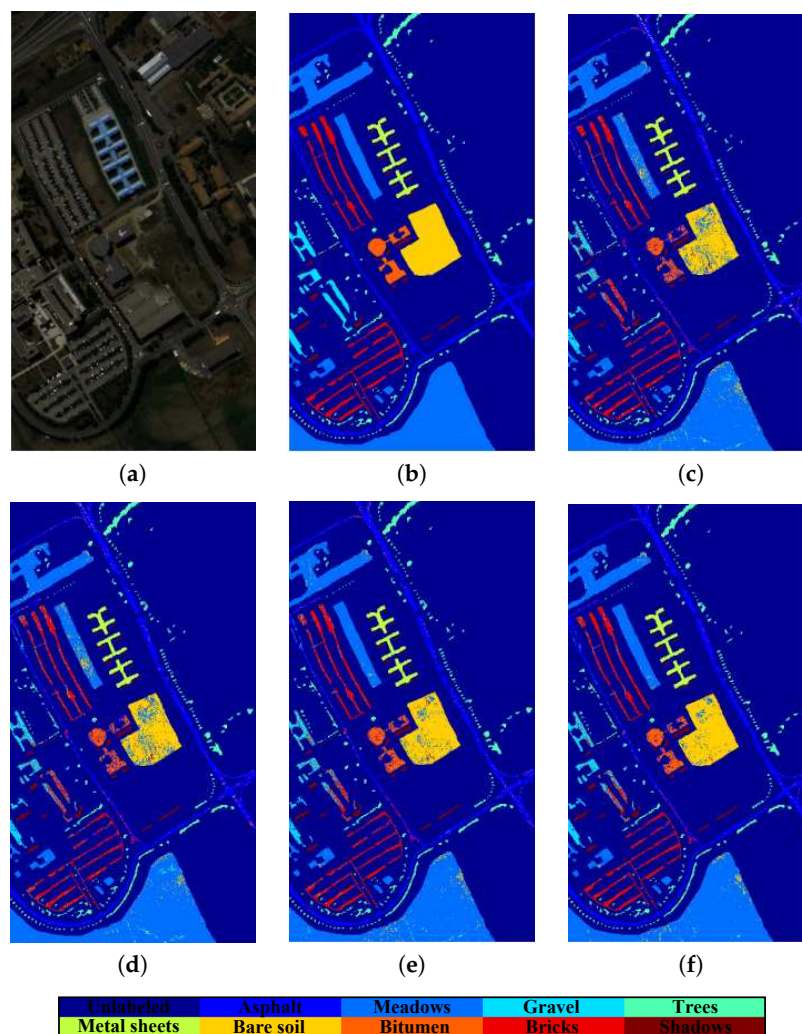 (a) (b) (c)
(d) (e) (f)
Unlabeled Asphalt Meadows Gravel Trees
Metal sheets Bare soil Bitumen Bricks Shadows